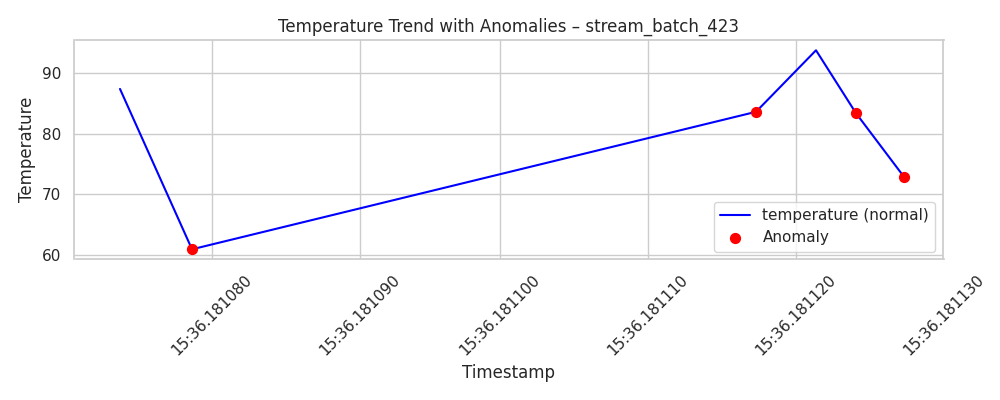 Temperature Trend with Anomalies – stream_batch_423
Temperature
90
80
70
60
temperature (normal)
Anomaly
15:36.181080
15:36.181090
15:36.181100
15:36.181110
15:36.181120
15:36.181130
Timestamp